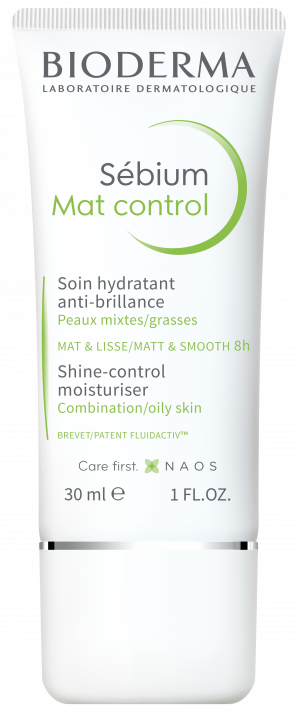 BIODERMA
LABORATOIRE DERMATOLOGIQUE
Sébium
Mat control
Soin hydratant
anti-brillance
Peaux mixtes/grasses
MAT & LISSE/MATT & SMOOTH 8h
Shine-control
moisturiser
Combination/oily skin
BREVET/PATENT FLUIDACTIV™
Care first. NAOS
30 ml ℮ 1 FL.OZ.